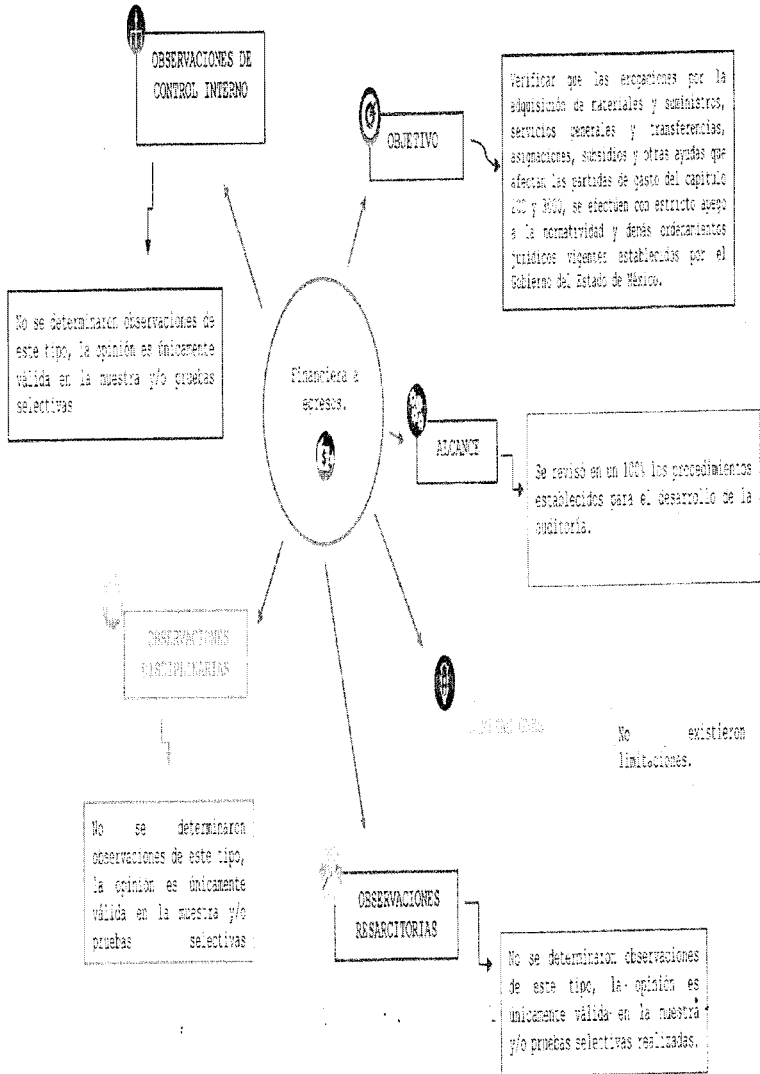 OBSERVACIONES DE
CONTROL INTERNO
No se determinaron observaciones de
este tipo, la opinión es únicamente
válida en la muestra y/o pruebas
selectivas
OBJETIVO
Verificar que las erogaciones por la
adquisición de materiales y suministros,
servicios generales y transferencias,
asignaciones, subsidios y otras ayudas que
afectan las partidas de gasto del capitulo
y 3000, se efectúen con estricto apego
a la normatividad y demás ordenamientos
jurídicos vigentes establecidos por el
Gobierno del Estado de México.
Financiera a
egresos.
ALCANCE
Se revisó en un 100% los procedimientos
establecidos para el desarrollo de la
auditoría.
OBSERVACIONES
DISCIPLINARIAS
No se determinaron
observaciones de este tipo,
la opinión es únicamente
válida en la muestra y/o
pruebas selectivas
No existieron
limitaciones.
OBSERVACIONES
RESARCITORIAS
No se determinaron observaciones
de este tipo, la opinión es
únicamente válida en la muestra
y/o pruebas selectivas realizadas.